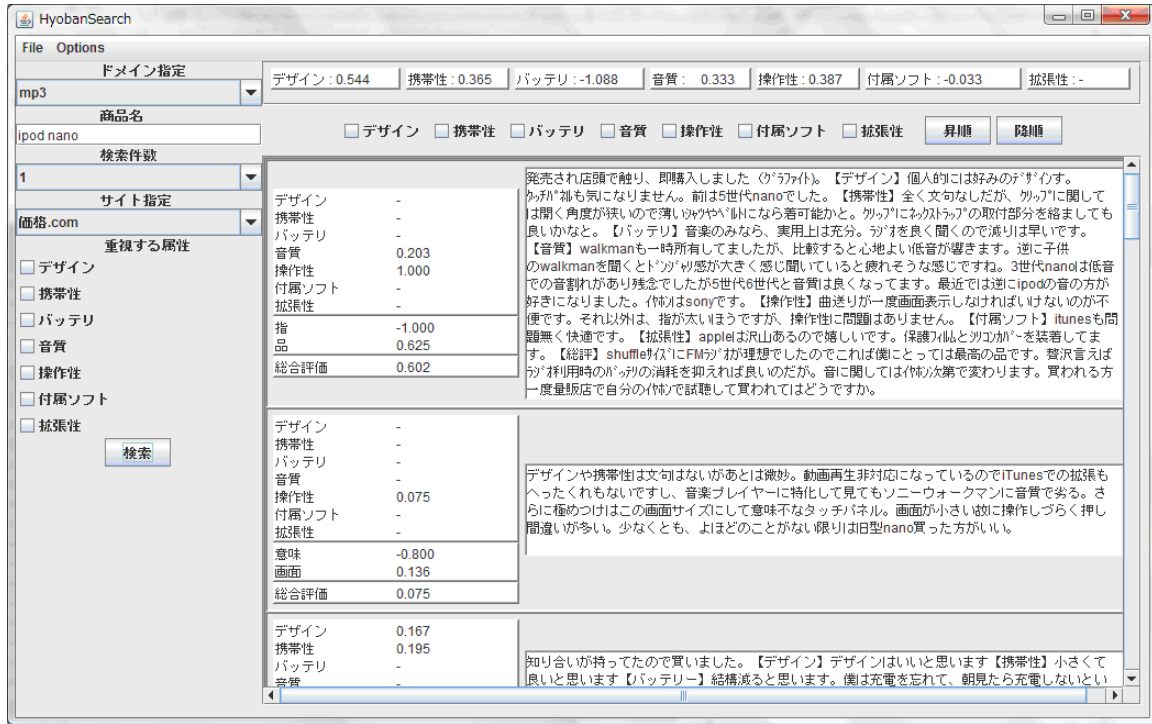 HyobanSearch
File Options
ドメイン指定
mp3
商品名
ipod nano
検索件数
1
サイト指定
価格.com
重視する属性
デザイン
携帯性
バッテリ
音質
操作性
付属ソフト
拡張性
検索
デザイン : 0.544 携帯性 : 0.365 バッテリ : -1.088 音質 : 0.333 操作性 : 0.387 付属ソフト : -0.033 拡張性 : -
デザイン 携帯性 バッテリ 音質 操作性 付属ソフト 拡張性 昇順 降順
デザイン -
携帯性 -
バッテリ -
音質 0.203
操作性 1.000
付属ソフト -
拡張性 -
指 -1.000
品 0.625
総合評価 0.602
発売され店頭で触り、即購入しました（ｸﾞﾗﾌｧｲﾄ)。【デザイン】個人的には好みのﾃﾞｻﾞｲﾝす。
ﾀｯﾁﾊﾟﾈﾙも気になりません。前は5世代nanoでした。【携帯性】全く文句なしだが、ｸﾘｯﾌﾟに関して
は開く角度が狭いので薄いｼｬﾂやﾍﾞﾙﾄになら着可能かと。ｸﾘｯﾌﾟにﾈｯｸｽﾄﾗｯﾌﾟの取付部分を絡ましても
良いかなと。【バッテリ】音楽のみなら、実用上は充分。ﾗｼﾞｵを良く聞くので減りは早いです。
【音質】walkmanも一時所有してましたが、比較すると心地よい低音が響きます。逆に子供
のwalkmanを聞くとﾄﾞﾝｼﾞｬﾘ感が大きく感じ聞いていると疲れそうな感じですね。3世代nanoは低音
での音割れがあり残念でしたが5世代6世代と音質は良くなってます。最近では逆にipodの音の方が
好きになりました。ｲﾔﾎﾝはsonyです。【操作性】曲送りが一度画面表示しなければいけないのが不
便です。それ以外は、指が太いほうですが、操作性に問題はありません。【付属ソフト】itunesも問
題無く快適です。【拡張性】appleは沢山あるので嬉しいです。保護ﾌｨﾙﾑとｼﾘｺﾝｶﾊﾞｰを装着してま
す。【総評】shuffleｻｲｽﾞにFMﾗｼﾞｵが理想でしたのでこれば僕にとっては最高の品です。贅沢言えば
ﾗｼﾞｵ利用時のﾊﾞｯﾃﾘの消耗を抑えれば良いのだが。音に関してはｲﾔﾎﾝ次第で変わります。買われる方
一度量販店で自分のｲﾔﾎﾝで試聴して買われてはどうですか。
デザイン -
携帯性 -
バッテリ -
音質 -
操作性 0.075
付属ソフト -
拡張性 -
意味 -0.800
画面 0.136
総合評価 0.075
デザインや携帯性は文句はないがあとは微妙。動画再生非対応になっているのでiTunesでの拡張も
へったくれもないですし、音楽プレイヤーに特化して見てもソニーウォークマンに音質で劣る。さ
らに極めつけはこの画面サイズにして意味不なタッチパネル。画面が小さい故に操作しづらく押し
間違いが多い。少なくとも、よほどのことがない限りは旧型nano買った方がいい。
デザイン 0.167
携帯性 0.195
バッテリ -
音質 -
知り合いが持ってたので買いました。【デザイン】デザインはいいと思います【携帯性】小さくて
良いと思います【バッテリー】結構減ると思います。僕は充電を忘れて、朝見たら充電しないとい